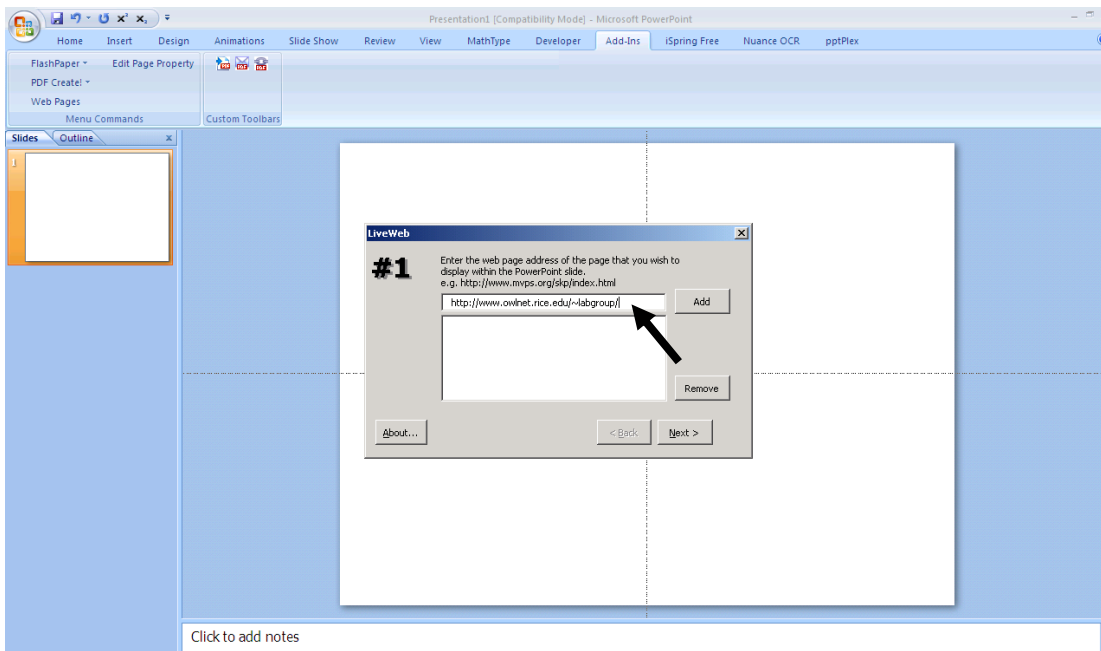 Presentation1 [Compatibility Mode] - Microsoft PowerPoint
Home Insert Design Animations Slide Show Review View MathType Developer Add-Ins iSpring Free Nuance OCR pptPlex
FlashPaper Edit Page Property
PDF Create!
Web Pages
Menu Commands Custom Toolbars
Slides Outline x
1
LiveWeb
#1
Enter the web page address of the page that you wish to
display within the PowerPoint slide.
e.g. http://www.mvps.org/skp/index.html
http://www.owlnet.rice.edu/~labgroup/
Add
Remove
About... < Back Next >
Click to add notes